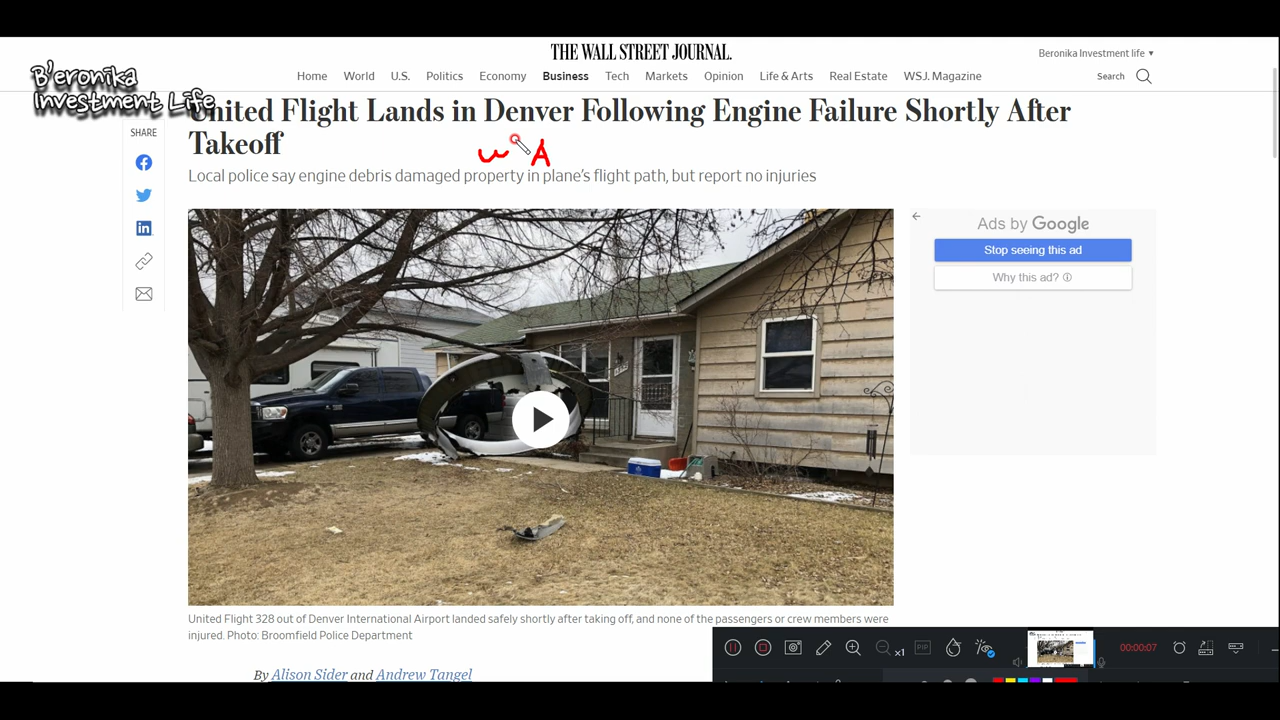 THE WALL STREET JOURNAL.
Beronika Investment life
Home World U.S. Politics Economy Business Tech Markets Opinion Life & Arts Real Estate WSJ. Magazine
Search
B'eronika
Investment Life
United Flight Lands in Denver Following Engine Failure Shortly After
Takeoff
SHARE
A
Local police say engine debris damaged property in plane's flight path, but report no injuries
Ads by Google
Stop seeing this ad
Why this ad?
United Flight 328 out of Denver International Airport landed safely shortly after taking off, and none of the passengers or crew members were
injured. Photo: Broomfield Police Department
By Alison Sider and Andrew Tangel
x1
PIP
00:00:07